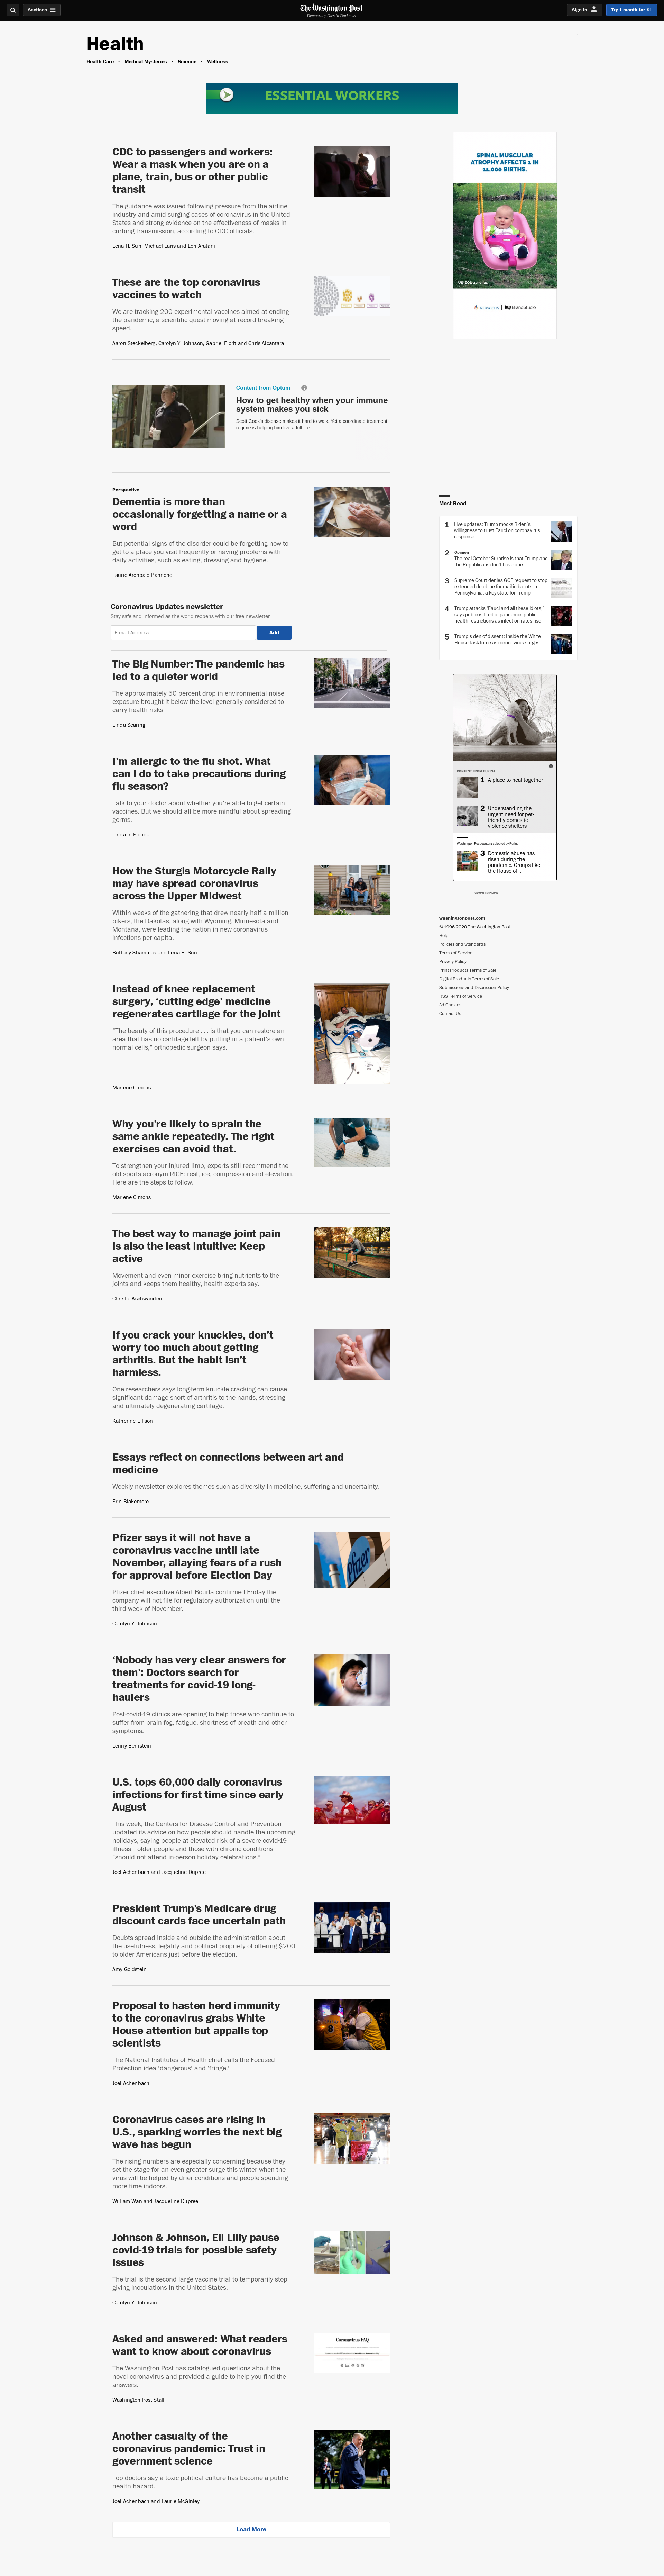 Sections
The Washington Post
Democracy Dies in Darkness
Sign In
Try 1 month for $1
Health
Health Care
Medical Mysteries
Science
Wellness
ESSENTIAL WORKERS
CDC to passengers and workers:
Wear a mask when you are on a
plane, train, bus or other public
transit
The guidance was issued following pressure from the airline
industry and amid surging cases of coronavirus in the United
States and strong evidence on the effectiveness of masks in
curbing transmission, according to CDC officials.
Lena H. Sun, Michael Laris and Lori Aratani
These are the top coronavirus
vaccines to watch
We are tracking 200 experimental vaccines aimed at ending
the pandemic, a scientific quest moving at record-breaking
speed.
Aaron Steckelberg, Carolyn Y. Johnson, Gabriel Florit and Chris Alcantara
Content from Optum
How to get healthy when your immune
system makes you sick
Scott Cook's disease makes it hard to walk. Yet a coordinate treatment
regime is helping him live a full life.
Perspective
Dementia is more than
occasionally forgetting a name or a
word
But potential signs of the disorder could be forgetting how to
get to a place you visit frequently or having problems with
daily activities, such as eating, dressing and hygiene.
Laurie Archbald-Pannone
Coronavirus Updates newsletter
Stay safe and informed as the world reopens with our free newsletter
E-mail Address
Add
The Big Number: The pandemic has
led to a quieter world
The approximately 50 percent drop in environmental noise
exposure brought it below the level generally considered to
carry health risks
Linda Searing
I'm allergic to the flu shot. What
can I do to take precautions during
flu season?
Talk to your doctor about whether you're able to get certain
vaccines. But we should all be more mindful about spreading
germs.
Linda in Florida
How the Sturgis Motorcycle Rally
may have spread coronavirus
across the Upper Midwest
Within weeks of the gathering that drew nearly half a million
bikers, the Dakotas, along with Wyoming, Minnesota and
Montana, were leading the nation in new coronavirus
infections per capita.
Brittany Shammas and Lena H. Sun
Instead of knee replacement
surgery, ‘cutting edge’ medicine
regenerates cartilage for the joint
“The beauty of this procedure . . . is that you can restore an
area that has no cartilage left by putting in a patient's own
normal cells,” orthopedic surgeon says.
Marlene Cimons
Why you're likely to sprain the
same ankle repeatedly. The right
exercises can avoid that.
To strengthen your injured limb, experts still recommend the
old sports acronym RICE: rest, ice, compression and elevation.
Here are the steps to follow.
Marlene Cimons
The best way to manage joint pain
is also the least intuitive: Keep
active
Movement and even minor exercise bring nutrients to the
joints and keeps them healthy, health experts say.
Christie Aschwanden
If you crack your knuckles, don't
worry too much about getting
arthritis. But the habit isn't
harmless.
One researchers says long-term knuckle cracking can cause
significant damage short of arthritis to the hands, stressing
and ultimately degenerating cartilage.
Katherine Ellison
Essays reflect on connections between art and
medicine
Weekly newsletter explores themes such as diversity in medicine, suffering and uncertainty.
Erin Blakemore
Pfizer says it will not have a
coronavirus vaccine until late
November, allaying fears of a rush
for approval before Election Day
Pfizer chief executive Albert Bourla confirmed Friday the
company will not file for regulatory authorization until the
third week of November.
Carolyn Y. Johnson
Pfizer
‘Nobody has very clear answers for
them’: Doctors search for
treatments for covid-19 long-
haulers
Post-covid-19 clinics are opening to help those who continue to
suffer from brain fog, fatigue, shortness of breath and other
symptoms.
Lenny Bernstein
U.S. tops 60,000 daily coronavirus
infections for first time since early
August
This week, the Centers for Disease Control and Prevention
updated its advice on how people should handle the upcoming
holidays, saying people at elevated risk of a severe covid-19
illness – older people and those with chronic conditions –
“should not attend in-person holiday celebrations.”
Joel Achenbach and Jacqueline Dupree
President Trump's Medicare drug
discount cards face uncertain path
Doubts spread inside and outside the administration about
the usefulness, legality and political propriety of offering $200
to older Americans just before the election.
Amy Goldstein
Proposal to hasten herd immunity
to the coronavirus grabs White
House attention but appalls top
scientists
The National Institutes of Health chief calls the Focused
Protection idea ‘dangerous’ and ‘fringe.’
Joel Achenbach
8
Coronavirus cases are rising in
U.S., sparking worries the next big
wave has begun
The rising numbers are especially concerning because they
set the stage for an even greater surge this winter when the
virus will be helped by drier conditions and people spending
more time indoors.
William Wan and Jacqueline Dupree
Johnson & Johnson, Eli Lilly pause
covid-19 trials for possible safety
issues
The trial is the second large vaccine trial to temporarily stop
giving inoculations in the United States.
Carolyn Y. Johnson
Asked and answered: What readers
want to know about coronavirus
The Washington Post has catalogued questions about the
novel coronavirus and provided a guide to help you find the
answers.
Washington Post Staff
Coronavirus FAQ
Another casualty of the
coronavirus pandemic: Trust in
government science
Top doctors say a toxic political culture has become a public
health hazard.
Joel Achenbach and Laurie McGinley
Load More
SPINAL MUSCULAR
ATROPHY AFFECTS 1 IN
11,000 BIRTHS.
NOVARTIS
wp BrandStudio
Most Read
1
Live updates: Trump mocks Biden's
willingness to trust Fauci on coronavirus
response
2
Opinion
The real October Surprise is that Trump and
the Republicans don't have one
3
Supreme Court denies GOP request to stop
extended deadline for mail-in ballots in
Pennsylvania, a key state for Trump
4
Trump attacks ‘Fauci and all these idiots,’
says public is tired of pandemic, public
health restrictions as infection rates rise
5
Trump's den of dissent: Inside the White
House task force as coronavirus surges
CONTENT FROM PURINA
1 A place to heal together
2 Understanding the
urgent need for pet-
friendly domestic
violence shelters
Washington Post content selected by Purina
3 Domestic abuse has
risen during the
pandemic. Groups like
the House of ...
ADVERTISEMENT
washingtonpost.com
© 1996-2020 The Washington Post
Help
Policies and Standards
Terms of Service
Privacy Policy
Print Products Terms of Sale
Digital Products Terms of Sale
Submissions and Discussion Policy
RSS Terms of Service
Ad Choices
Contact Us